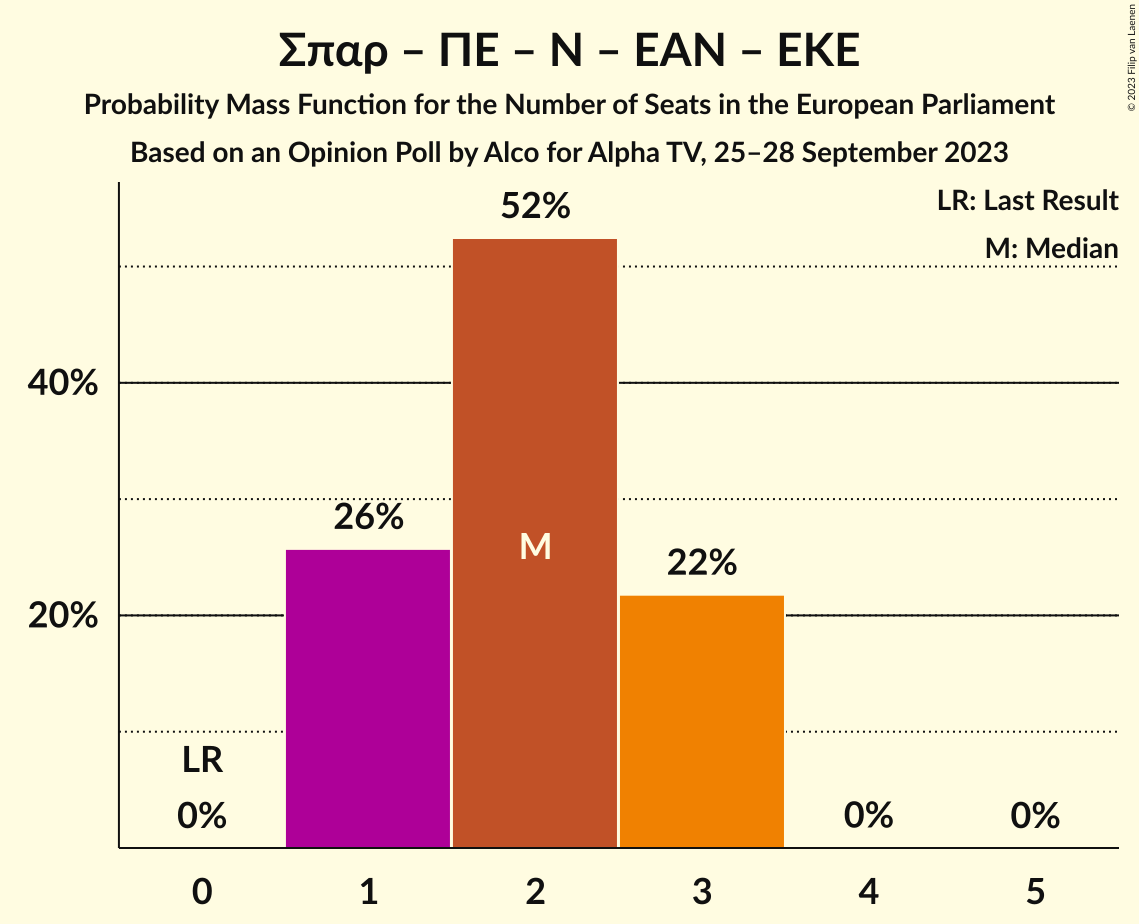 Σπαρ – ΠΕ – Ν – ΕΑΝ – ΕΚΕ
Probability Mass Function for the Number of Seats in the European Parliament
Based on an Opinion Poll by Alco for Alpha TV, 25–28 September 2023
© 2023 Filip van Laenen
LR: Last Result
M: Median
52%
40%
26%
M
22%
20%
LR
0%
0%
0%
0
1
2
3
4
5